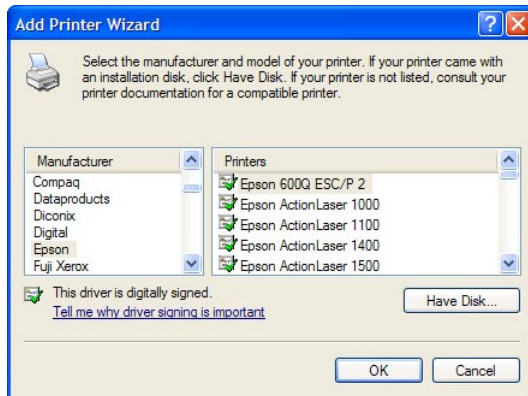 Add Printer Wizard
Select the manufacturer and model of your printer. If your printer came with
an installation disk, click Have Disk. If your printer is not listed, consult your
printer documentation for a compatible printer.
Manufacturer
Compaq
Dataproducts
Diconix
Digital
Epson
Fuji Xerox
Printers
Epson 600Q ESC/P 2
Epson ActionLaser 1000
Epson ActionLaser 1100
Epson ActionLaser 1400
Epson ActionLaser 1500
This driver is digitally signed.
Tell me why driver signing is important
Have Disk...
OK
Cancel